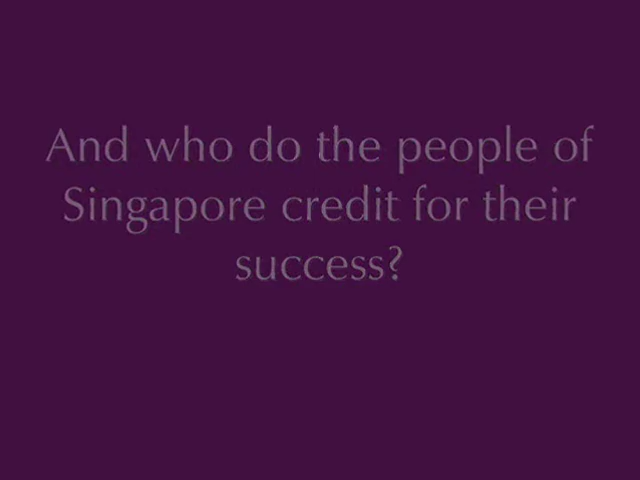 And who do the people of
Singapore credit for their
success?